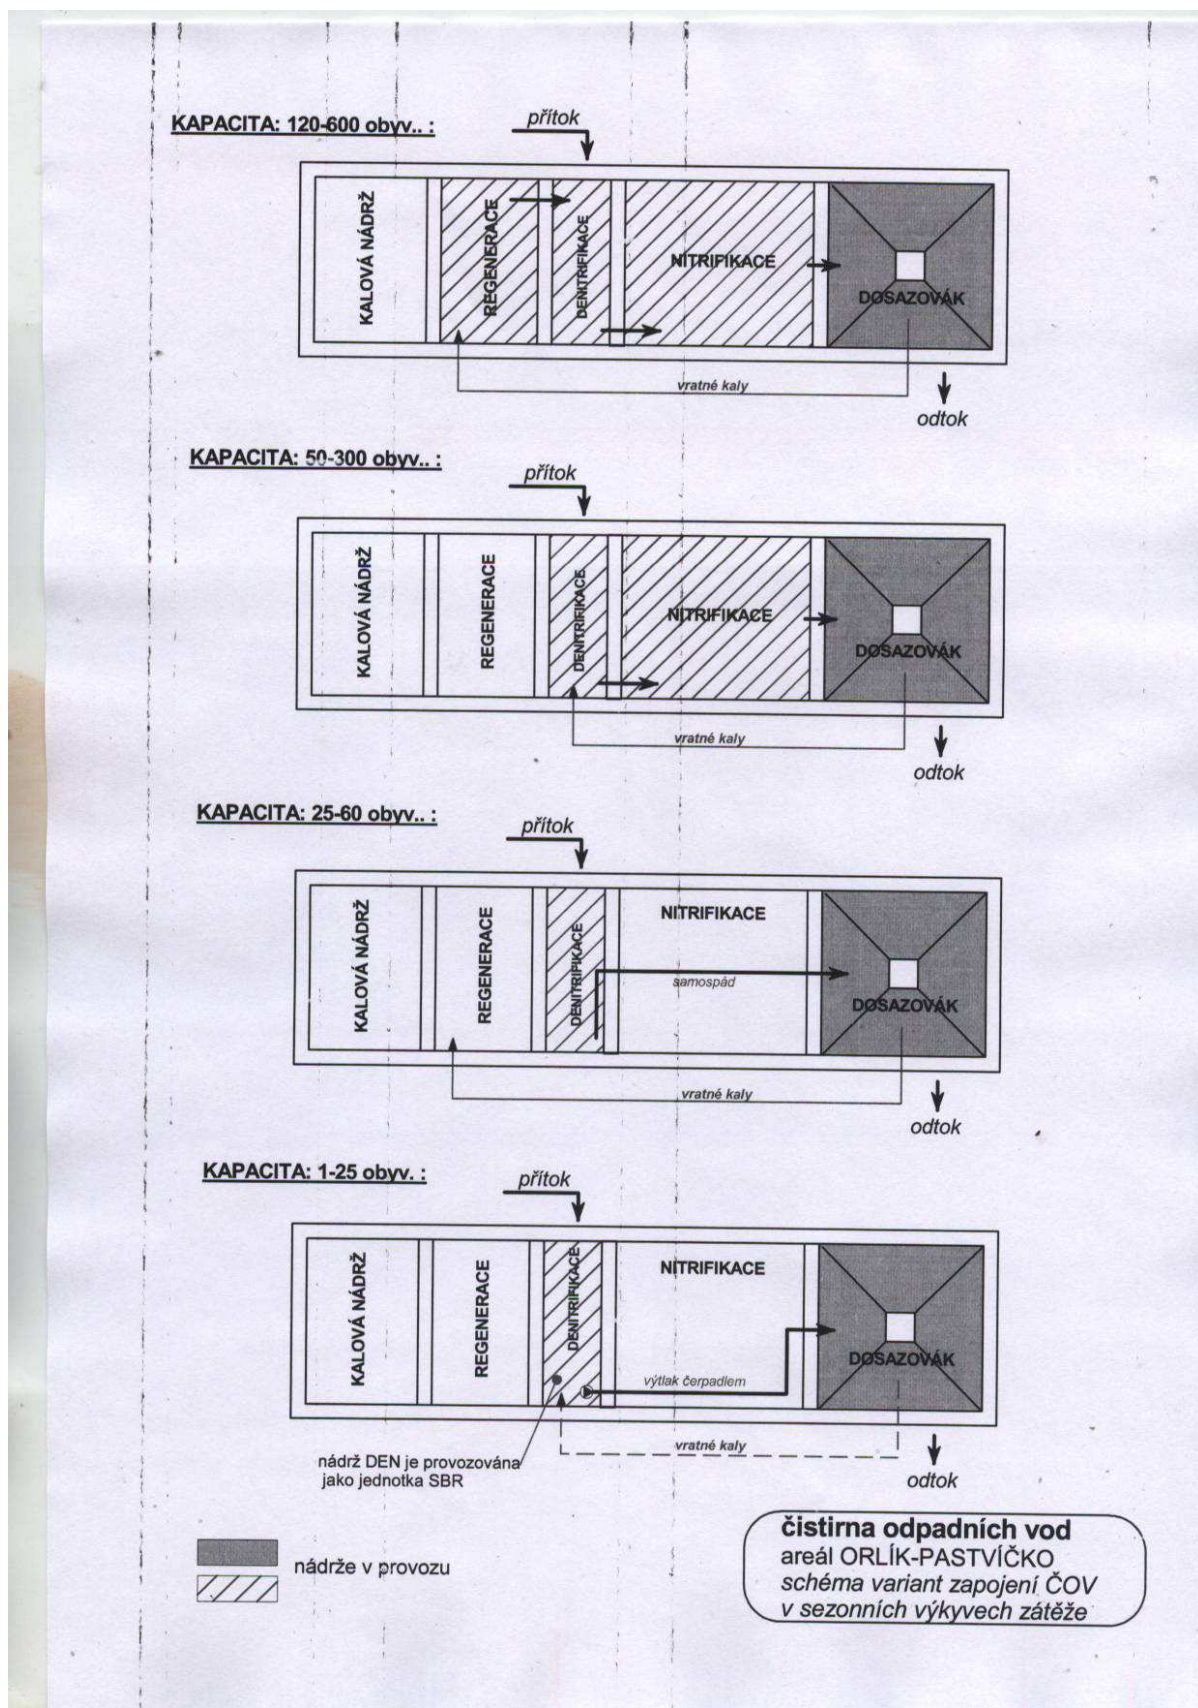 KAPACITA: 120-600 obyv.. :
přítok
KALOVÁ NÁDRŽ
REGENERACE
DENITRIFIKACE
NITRIFIKACE
DOSAZOVÁK
vratné kaly
odtok
KAPACITA: 50-300 obyv.. :
přítok
KALOVÁ NÁDRŽ
REGENERACE
DENITRIFIKACE
NITRIFIKACE
DOSAZOVÁK
vratné kaly
odtok
KAPACITA: 25-60 obyv.. :
přítok
KALOVÁ NÁDRŽ
REGENERACE
DENITRIFIKACE
NITRIFIKACE
samospád
DOSAZOVÁK
vratné kaly
odtok
KAPACITA: 1-25 obyv. :
přítok
KALOVÁ NÁDRŽ
REGENERACE
DENITRIFIKACE
NITRIFIKACE
DOSAZOVÁK
výtlak čerpadlem
vratné kaly
nádrž DEN je provozována
jako jednotka SBR
odtok
nádrže v provozu
čistirna odpadních vod
areál ORLÍK-PASTVÍČKO
schéma variant zapojení ČOV
v sezonních výkyvech zátěže